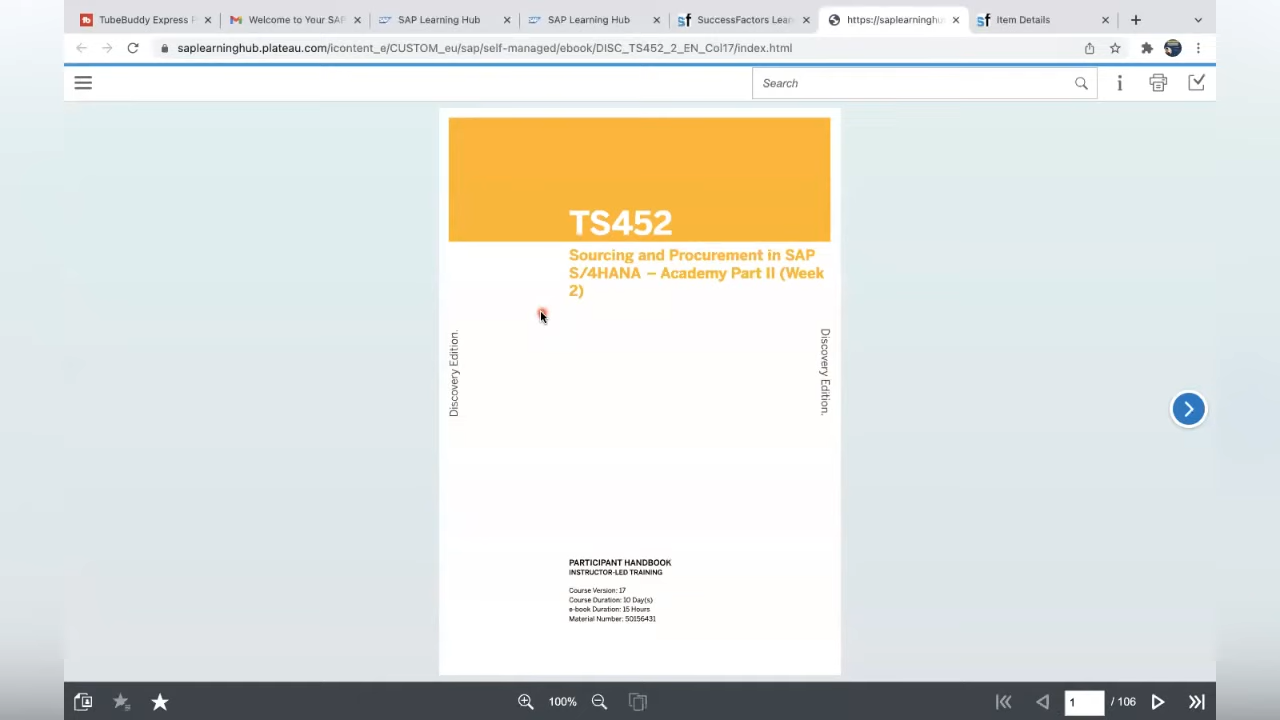 TubeBuddy Express
Welcome to Your SAP
SAP Learning Hub
SAP Learning Hub
SuccessFactors Lear
https://saplearninghu
Item Details
saplearninghub.plateau.com/icontent_e/CUSTOM_eu/sap/self-managed/ebook/DISC_TS452_2_EN_Col17/index.html
Search
TS452
Sourcing and Procurement in SAP
S/4HANA – Academy Part II (Week
2)
Discovery Edition.
Discovery Edition.
PARTICIPANT HANDBOOK
INSTRUCTOR-LED TRAINING
Course Version: 17
Course Duration: 10 Day(s)
e-book Duration: 15 Hours
Material Number: 50156431
100%
1 / 106